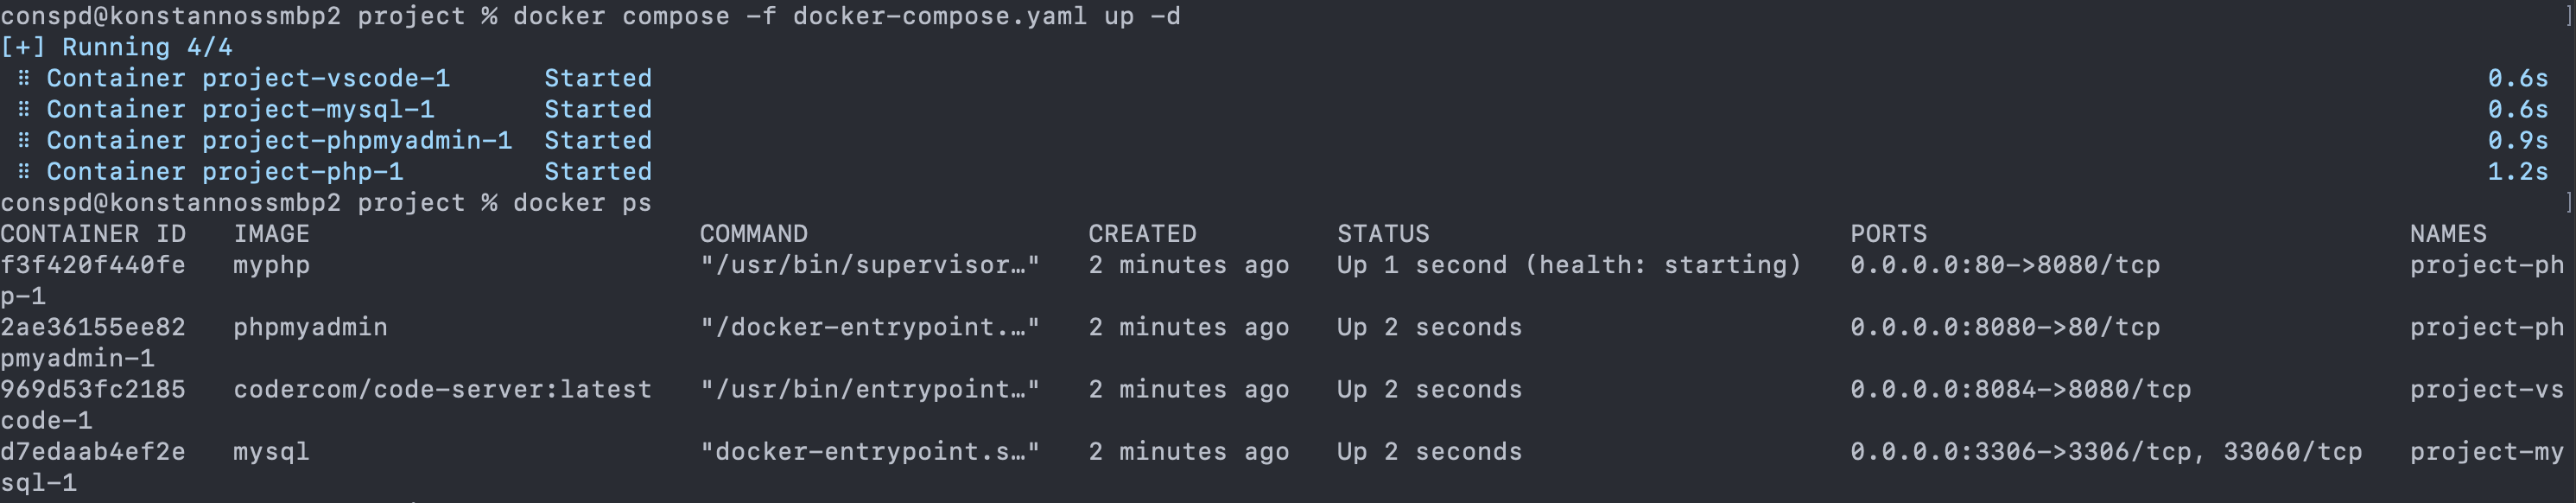 conspd@konstannossmbp2 project % docker compose -f docker-compose.yaml up -d ]
[+] Running 4/4
⠿ Container project-vscode-1 Started 0.6s
⠿ Container project-mysql-1 Started 0.6s
⠿ Container project-phpmyadmin-1 Started 0.9s
⠿ Container project-php-1 Started 1.2s
conspd@konstannossmbp2 project % docker ps ]
CONTAINER ID IMAGE COMMAND CREATED STATUS PORTS NAMES
f3f420f440fe myphp "/usr/bin/supervisor…" 2 minutes ago Up 1 second (health: starting) 0.0.0.0:80->8080/tcp project-ph
p-1
2ae36155ee82 phpmyadmin "/docker-entrypoint.…" 2 minutes ago Up 2 seconds 0.0.0.0:8080->80/tcp project-ph
pmyadmin-1
969d53fc2185 codercom/code-server:latest "/usr/bin/entrypoint…" 2 minutes ago Up 2 seconds 0.0.0.0:8084->8080/tcp project-vs
code-1
d7edaab4ef2e mysql "docker-entrypoint.s…" 2 minutes ago Up 2 seconds 0.0.0.0:3306->3306/tcp, 33060/tcp project-my
sql-1